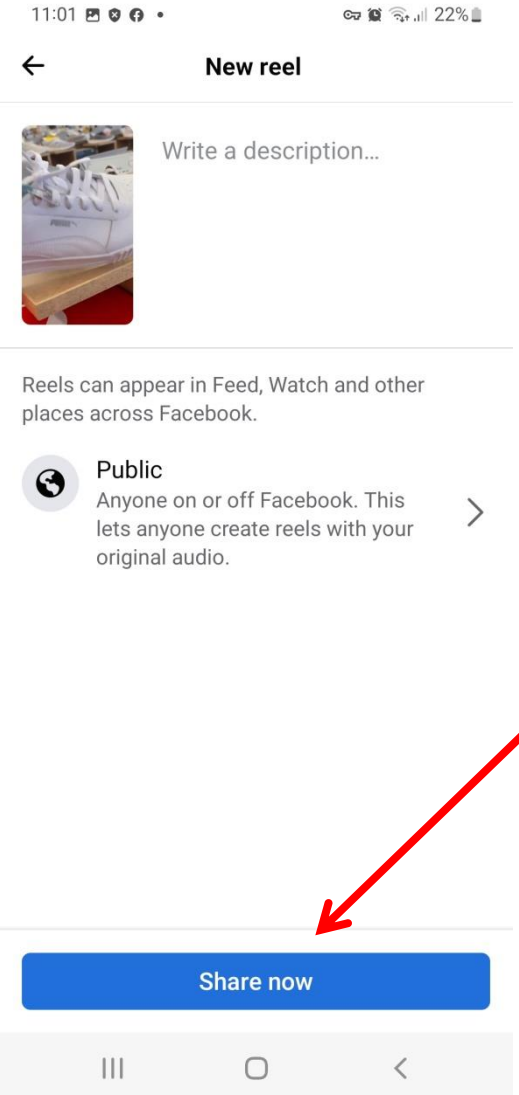 11:01
22%
New reel
Write a description...
PUMA
Reels can appear in Feed, Watch and other
places across Facebook.
Public
Anyone on or off Facebook. This
lets anyone create reels with your
original audio.
Share now